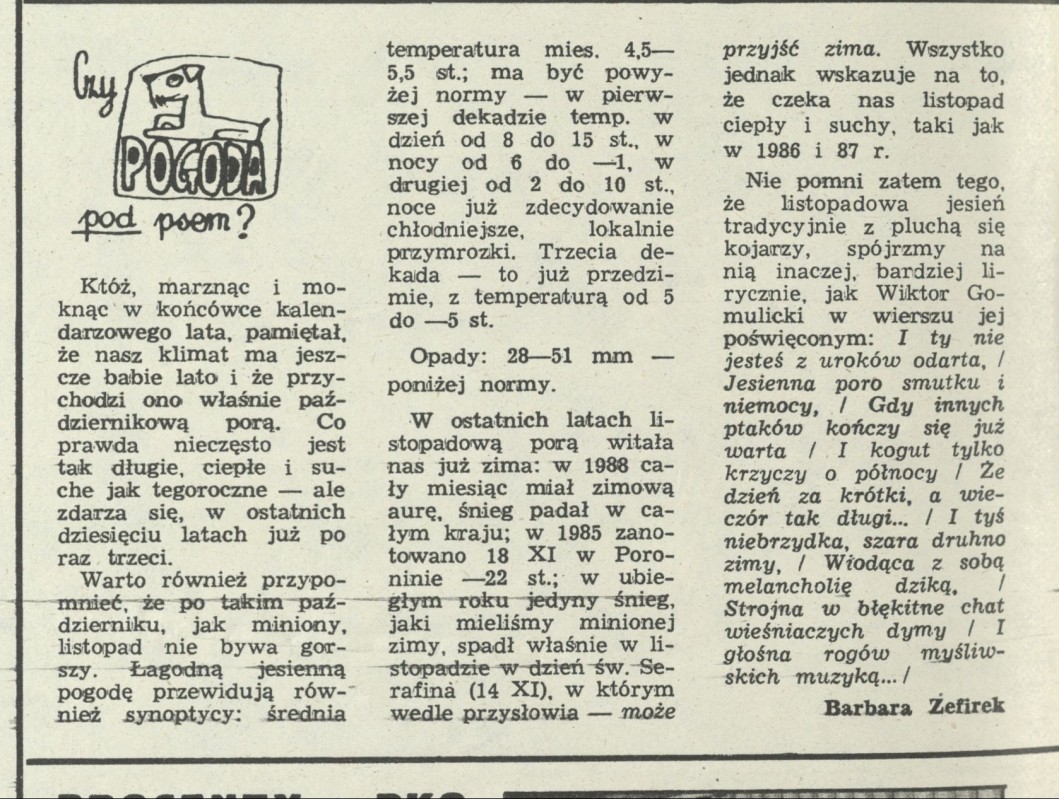 Czy
POGODA
pod psem?
Któż, marznąc i mo-
knąc w końcówce kalen-
darzowego lata, pamiętał,
że nasz klimat ma jesz-
cze babie lato i że przy-
chodzi ono właśnie paź-
dziernikową porą. Co
prawda nieczęsto jest
tak długie, ciepłe i su-
che jak tegoroczne — ale
zdarza się, w ostatnich
dziesięciu latach już po
raz trzeci.
Warto również przypo-
mnieć, że po takim paź-
dzierniku, jak miniony,
listopad nie bywa gor-
szy. Łagodną jesienną
pogodę przewidują rów-
nież synoptycy: średnia
temperatura mies. 4,5—
5,5 st.; ma być powy-
żej normy — w pierw-
szej dekadzie temp. w
dzień od 8 do 15 st., w
nocy od 6 do —1, w
drugiej od 2 do 10 st.,
noce już zdecydowanie
chłodniejsze, lokalnie
przymrozki. Trzecia de-
kada — to już przedzi-
mie, z temperaturą od 5
do —5 st.
Opady: 28—51 mm —
poniżej normy.
W ostatnich latach li-
stopadową porą witała
nas już zima: w 1988 ca-
ły miesiąc miał zimową
aurę, śnieg padał w ca-
łym kraju; w 1985 zano-
towano 18 XI w Poro-
ninie —22 st.; w ubie-
głym roku jedyny śnieg,
jaki mieliśmy minionej
zimy, spadł właśnie w li-
stopadzie w dzień św. Se-
rafina (14 XI), w którym
wedle przysłowia — może
przyjść zima. Wszystko
jednak wskazuje na to,
że czeka nas listopad
ciepły i suchy, taki jak
w 1986 i 87 r.
Nie pomni zatem tego,
że listopadowa jesień
tradycyjnie z pluchą się
kojarzy, spójrzmy na
nią inaczej, bardziej li-
rycznie, jak Wiktor Go-
mulicki w wierszu jej
poświęconym: I ty nie
jesteś z uroków odarta, /
Jesienna poro smutku i
niemocy, / Gdy innych
ptaków kończy się już
warta / I kogut tylko
krzyczy o północy / Że
dzień za krótki, a wie-
czór tak długi... / I tyś
niebrzydka, szara druhno
zimy, / Wiodąca z sobą
melancholię dziką, /
Strojna w błękitne chat
wieśniaczych dymy / I
głośna rogów myśliw-
skich muzyką... /
Barbara Zefirek